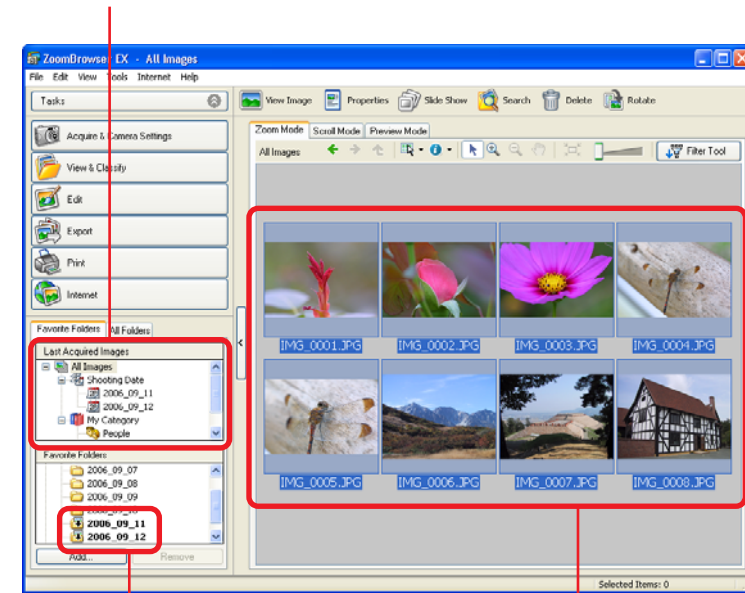 ZoomBrowser EX - All Images
File Edit View Tools Internet Help
Tasks
Acquire & Camera Settings
View & Classify
Edit
Export
Print
Internet
Favorite Folders All Folders
Last Acquired Images
All Images
Shooting Date
2006_09_11
2006_09_12
My Category
People
Favorite Folders
2006_09_07
2006_09_08
2006_09_09
2006_09_11
2006_09_12
Add... Remove
View Image Properties Slide Show Search Delete Rotate
Zoom Mode Scroll Mode Preview Mode
All Images Filter Tool
IMG_0001.JPG IMG_0002.JPG IMG_0003.JPG IMG_0004.JPG
IMG_0005.JPG IMG_0006.JPG IMG_0007.JPG IMG_0008.JPG
Selected Items: 0